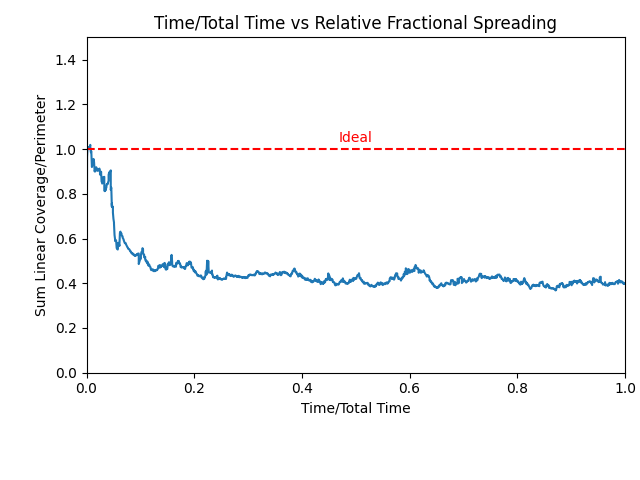 Time/Total Time vs Relative Fractional Spreading
Sum Linear Coverage/Perimeter
1.4
1.2
1.0
0.8
0.6
0.4
0.2
0.0
Ideal
0.0 0.2 0.4 0.6 0.8 1.0
Time/Total Time